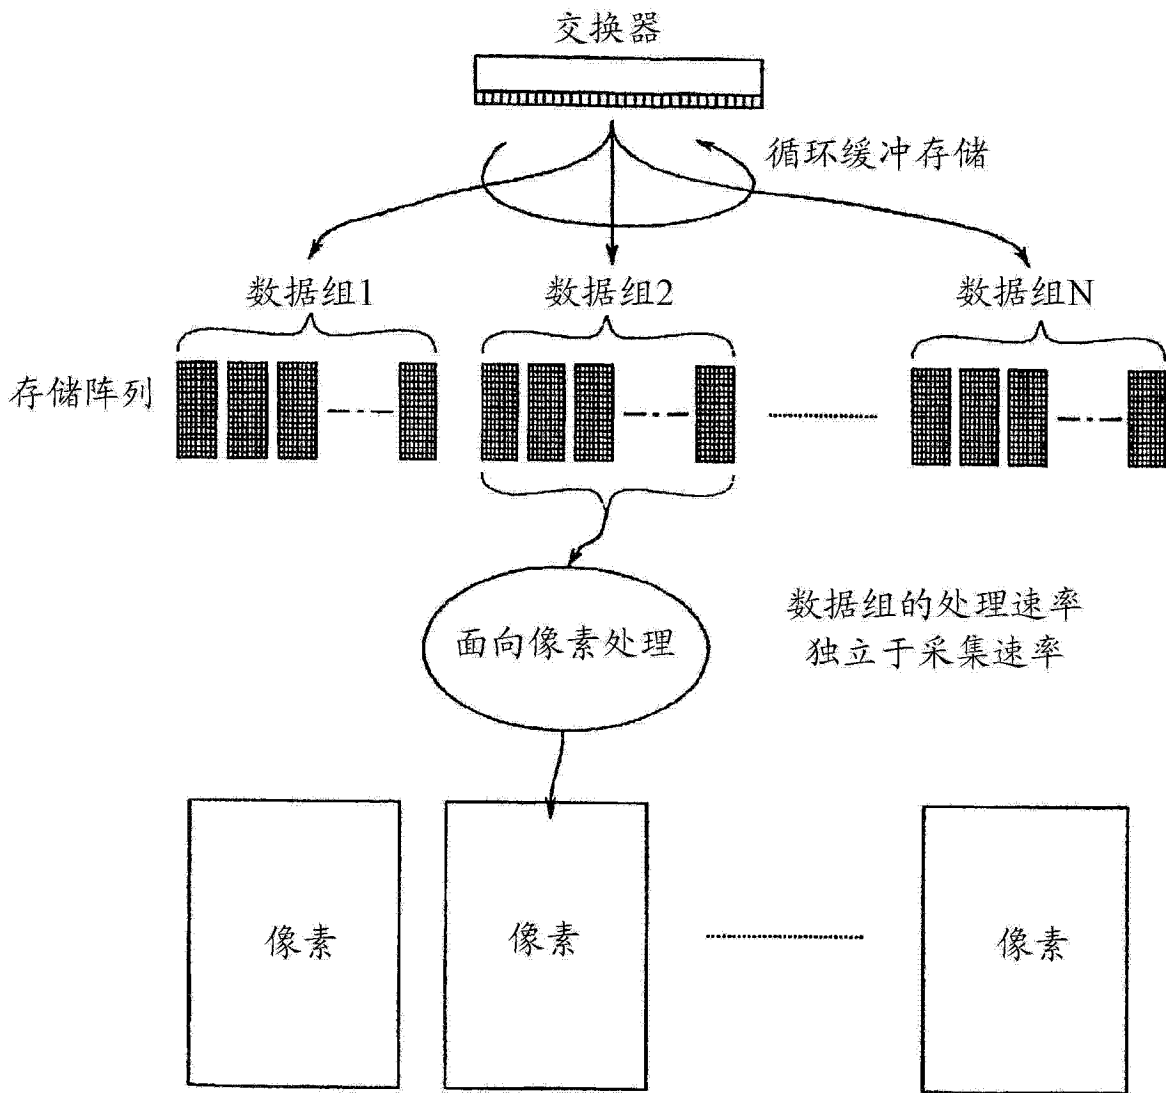 交换器
循环缓冲存储
数据组1
数据组2
数据组N
存储阵列
数据组的处理速率
独立于采集速率
面向像素处理
像素
像素
像素